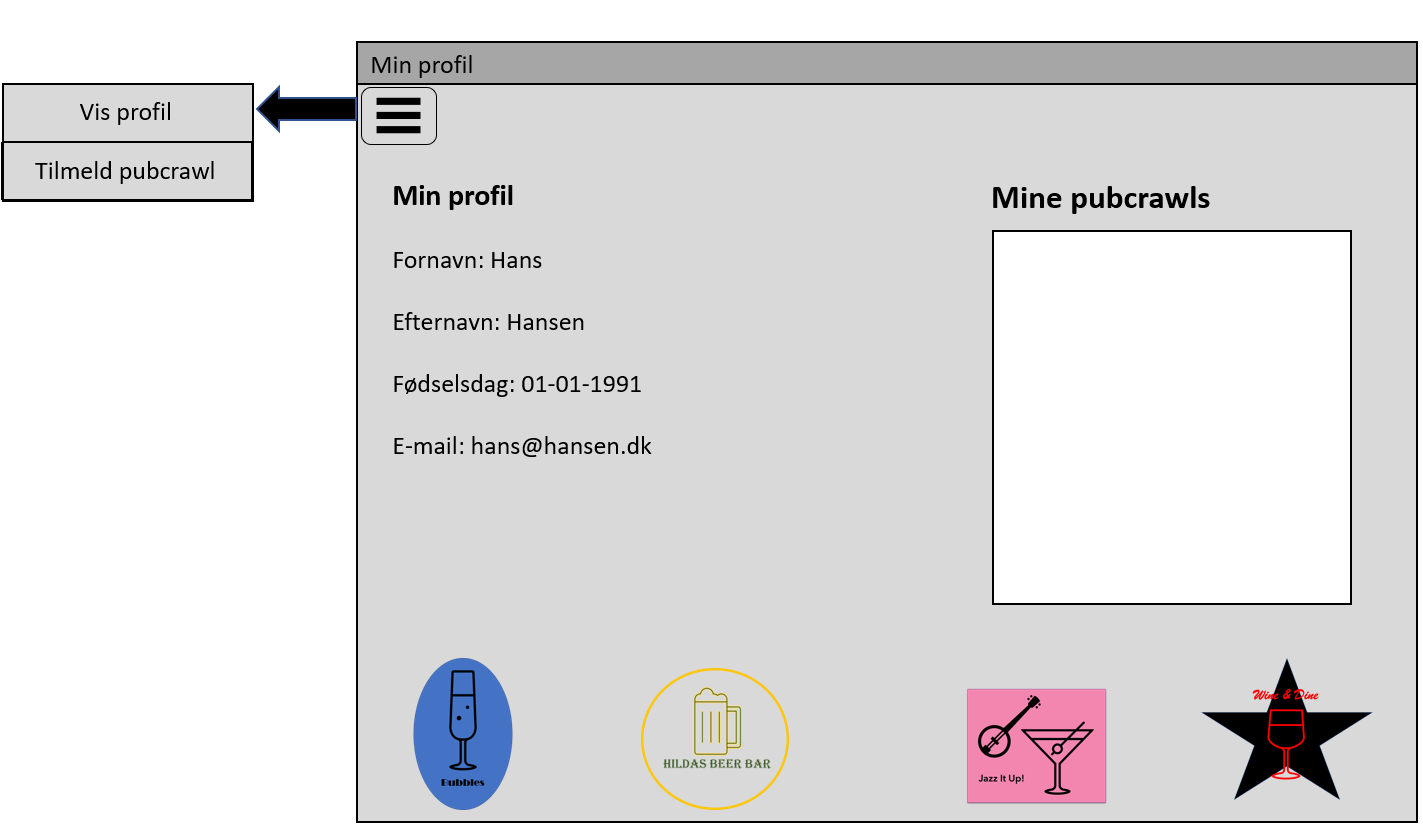 Min profil
Vis profil
Tilmeld pubcrawl
Min profil
Fornavn: Hans
Efternavn: Hansen
Fødselsdag: 01-01-1991
E-mail: hans@hansen.dk
Mine pubcrawls
Bubbles
HILDAS BEER BAR
Jazz It Up!
Wine & Dine